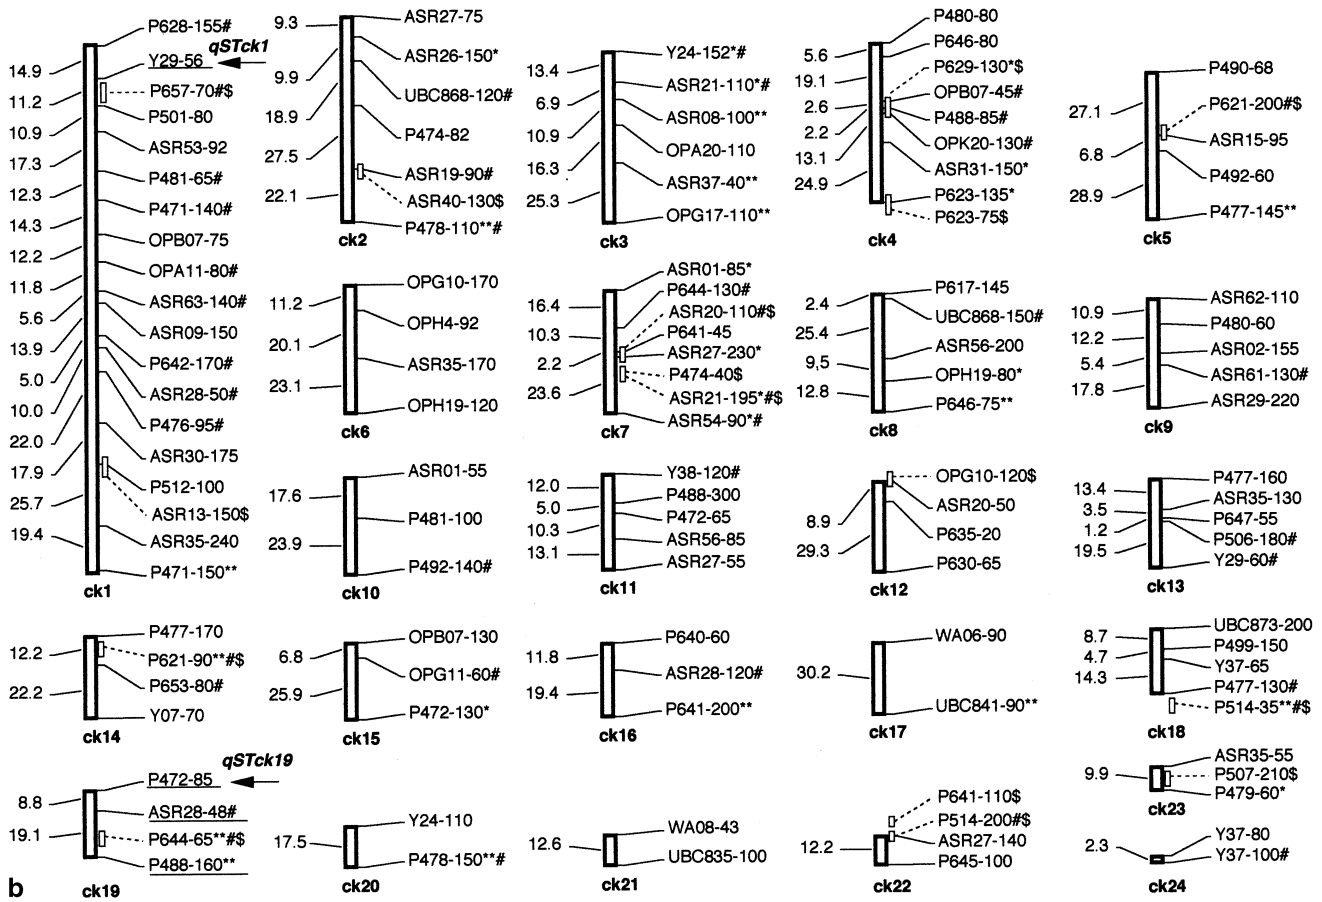 P628-155#
qSTck1
14.9
Y29-56
11.2
P657-70#$
P501-80
10.9
ASR53-92
17.3
P481-65#
12.3
P471-140#
14.3
OPB07-75
12.2
OPA11-80#
11.8
ASR63-140#
5.6
ASR09-150
13.9
P642-170#
5.0
ASR28-50#
10.0
P476-95#
22.0
ASR30-175
17.9
P512-100
25.7
ASR13-150$
19.4
ASR35-240
P471-150**
ck1
9.3
ASR27-75
ASR26-150*
9.9
UBC868-120#
18.9
P474-82
27.5
ASR19-90#
22.1
ASR40-130$
P478-110**#
ck2
Y24-152*#
13.4
ASR21-110*#
6.9
ASR08-100**
10.9
OPA20-110
16.3
ASR37-40**
25.3
OPG17-110**
ck3
P480-80
5.6
P646-80
19.1
P629-130*$
OPB07-45#
2.6
P488-85#
2.2
OPK20-130#
13.1
ASR31-150*
24.9
P623-135*
P623-75$
ck4
P490-68
27.1
P621-200#$
ASR15-95
6.8
P492-60
28.9
P477-145**
ck5
OPG10-170
11.2
OPH4-92
20.1
ASR35-170
23.1
OPH19-120
ck6
ASR01-85*
P644-130#
16.4
ASR20-110#$
10.3
P641-45
ASR27-230*
2.2
P474-40$
23.6
ASR21-195*#$
ASR54-90*#
ck7
P617-145
2.4
UBC868-150#
25.4
ASR56-200
9,5
OPH19-80*
12.8
P646-75**
ck8
ASR62-110
10.9
P480-60
12.2
ASR02-155
5.4
ASR61-130#
17.8
ASR29-220
ck9
ASR01-55
17.6
P481-100
23.9
P492-140#
ck10
Y38-120#
12.0
P488-300
5.0
P472-65
10.3
ASR56-85
13.1
ASR27-55
ck11
OPG10-120$
ASR20-50
8.9
P635-20
29.3
P630-65
ck12
P477-160
13.4
ASR35-130
3.5
P647-55
1.2
P506-180#
19.5
Y29-60#
ck13
P477-170
12.2
P621-90**#$
P653-80#
22.2
Y07-70
ck14
OPB07-130
6.8
OPG11-60#
25.9
P472-130*
ck15
P640-60
11.8
ASR28-120#
19.4
P641-200**
ck16
WA06-90
30.2
UBC841-90**
ck17
UBC873-200
8.7
P499-150
4.7
Y37-65
14.3
P477-130#
P514-35**#$
ck18
qSTck19
P472-85
8.8
ASR28-48#
19.1
P644-65**#$
P488-160**
ck19
Y24-110
17.5
P478-150**#
ck20
WA08-43
12.6
UBC835-100
ck21
P641-110$
P514-200#$
12.2
ASR27-140
P645-100
ck22
ASR35-55
9.9
P507-210$
P479-60*
ck23
Y37-80
2.3
Y37-100#
ck24
b